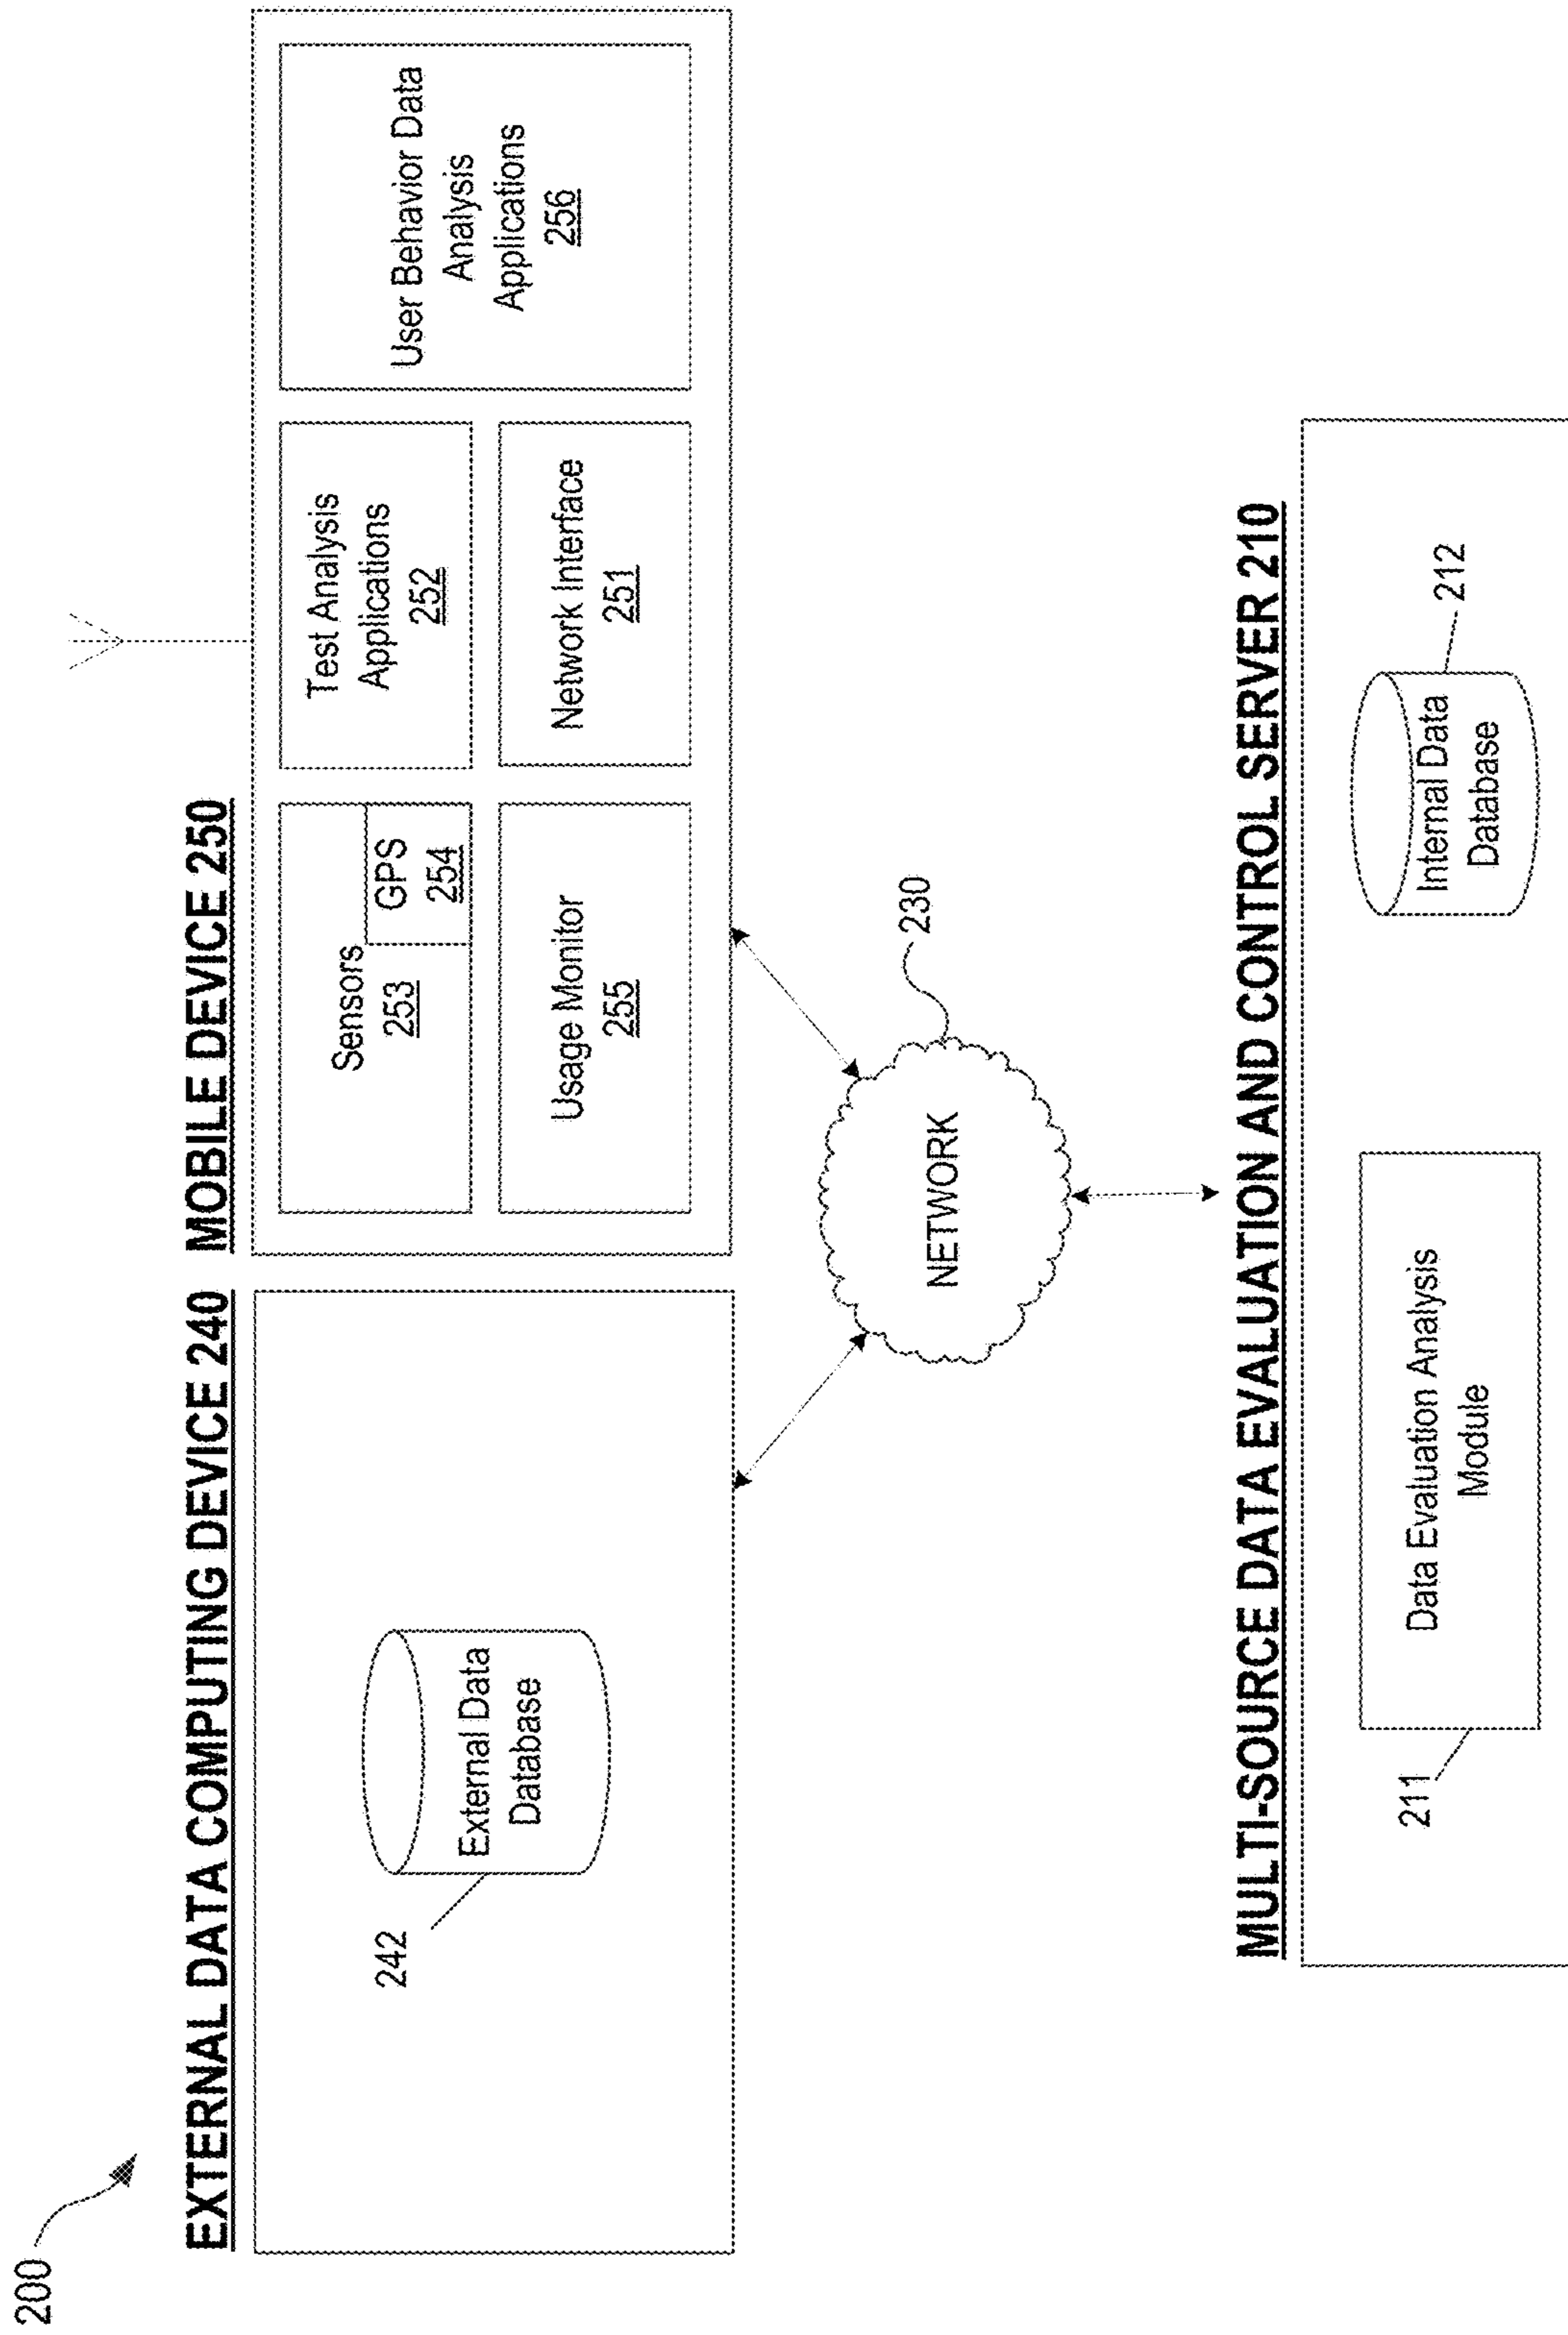 200
EXTERNAL DATA COMPUTING DEVICE 240
242
External Data
Database
MOBILE DEVICE 250
Sensors
253
GPS
254
Test Analysis
Applications
252
User Behavior Data
Analysis
Applications
256
Usage Monitor
255
Network Interface
251
NETWORK
230
MULTI-SOURCE DATA EVALUATION AND CONTROL SERVER 210
211
Data Evaluation Analysis
Module
Internal Data
Database
212